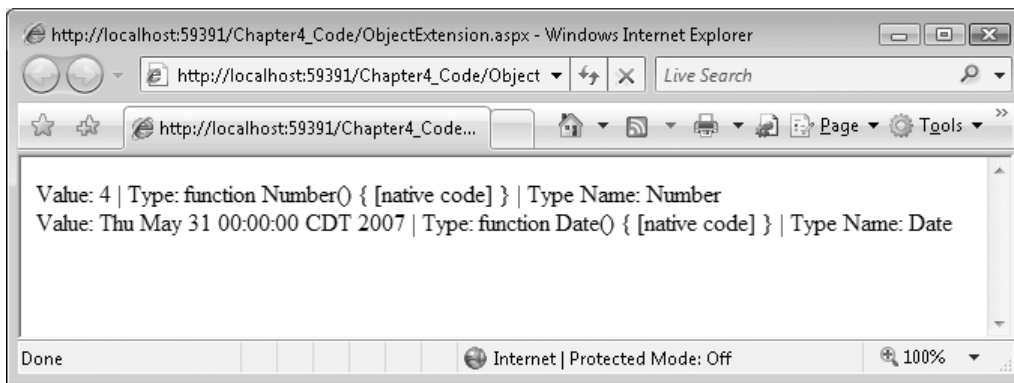 http://localhost:59391/Chapter4_Code/ObjectExtension.aspx - Windows Internet Explorer
http://localhost:59391/Chapter4_Code/Object
Live Search
http://localhost:59391/Chapter4_Code...
Page
Tools
Value: 4 | Type: function Number() { [native code] } | Type Name: Number
Value: Thu May 31 00:00:00 CDT 2007 | Type: function Date() { [native code] } | Type Name: Date
Done
Internet | Protected Mode: Off
100%